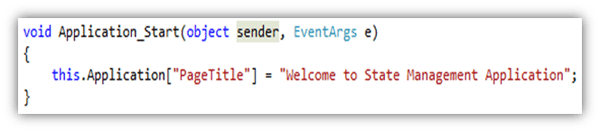 void Application_Start(object sender, EventArgs e)
{
this.Application["PageTitle"] = "Welcome to State Management Application";
}